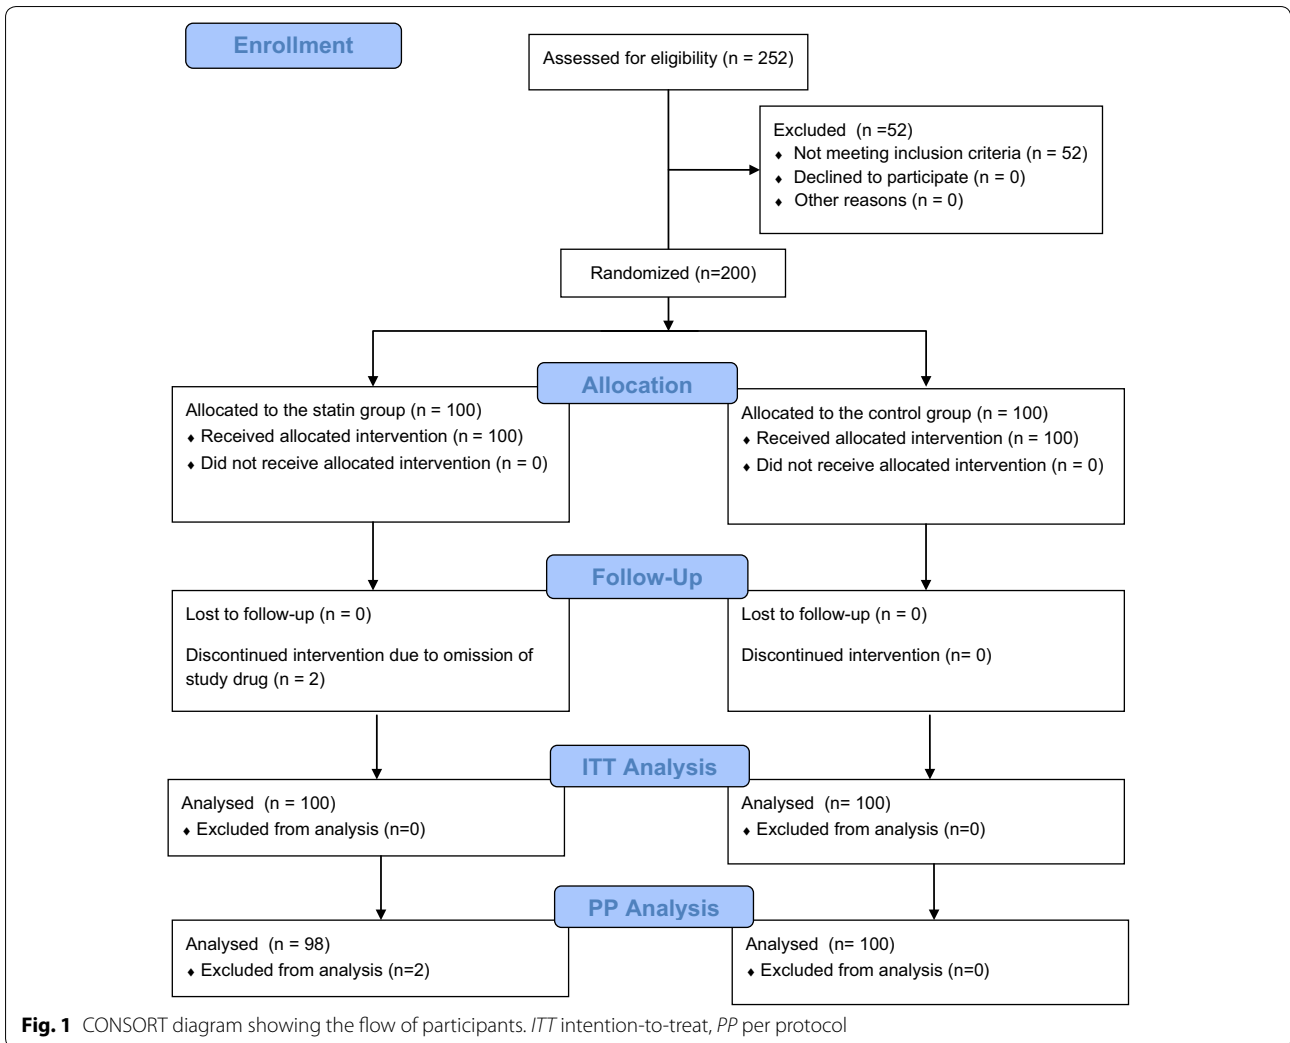 Enrollment
Assessed for eligibility (n = 252)
Excluded (n =52)
♦ Not meeting inclusion criteria (n = 52)
♦ Declined to participate (n = 0)
♦ Other reasons (n = 0)
Randomized (n=200)
Allocation
Allocated to the statin group (n = 100)
♦ Received allocated intervention (n = 100)
♦ Did not receive allocated intervention (n = 0)
Allocated to the control group (n = 100)
♦ Received allocated intervention (n = 100)
♦ Did not receive allocated intervention (n = 0)
Follow-Up
Lost to follow-up (n = 0)
Discontinued intervention due to omission of
study drug (n = 2)
Lost to follow-up (n = 0)
Discontinued intervention (n= 0)
ITT Analysis
Analysed (n = 100)
♦ Excluded from analysis (n=0)
Analysed (n= 100)
♦ Excluded from analysis (n=0)
PP Analysis
Analysed (n = 98)
♦ Excluded from analysis (n=2)
Analysed (n= 100)
♦ Excluded from analysis (n=0)
Fig. 1 CONSORT diagram showing the flow of participants. ITT intention-to-treat, PP per protocol